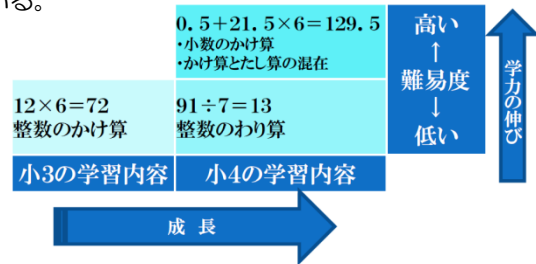 いる。
0.5+21.5×6=129.5
・小数のかけ算
・かけ算とたし算の混在
高い
↑
難易度
↓
低い
学力の伸び
12×6=72
整数のかけ算
91÷7=13
整数のわり算
小3の学習内容
小4の学習内容
成 長